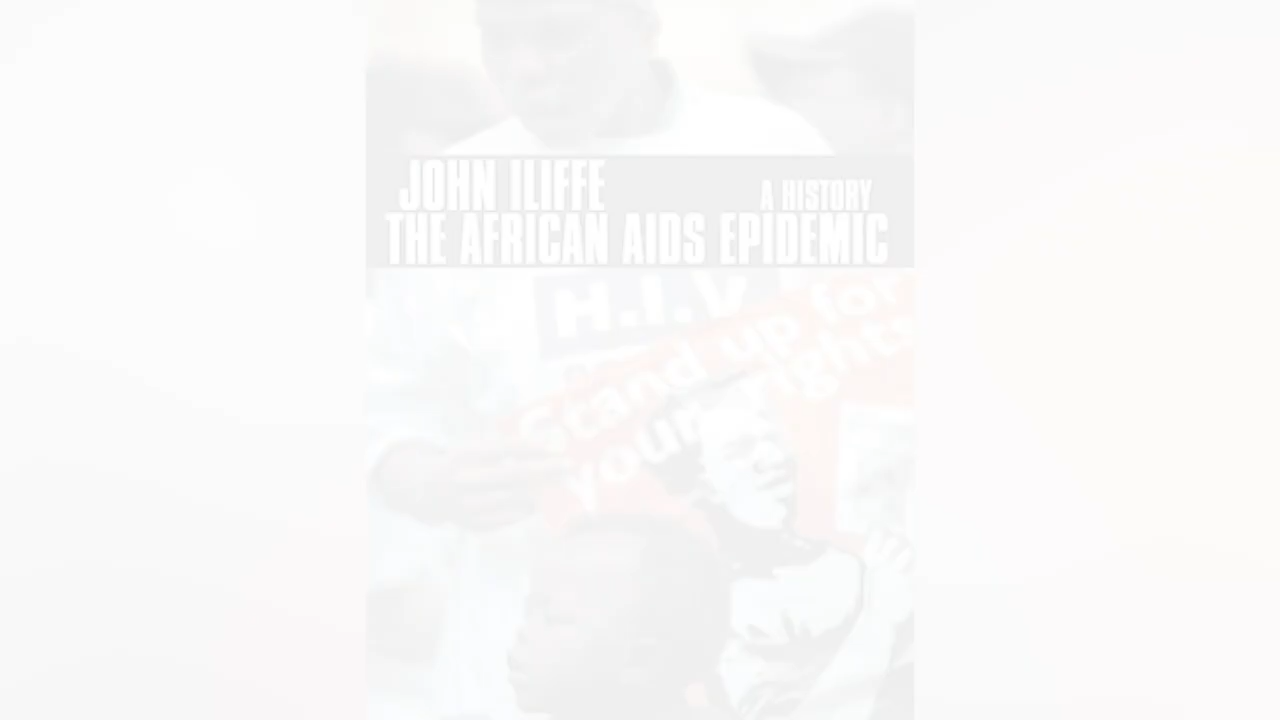 JOHN ILIFFE
A HISTORY
THE AFRICAN AIDS EPIDEMIC
H.I.V
Stand up for
your rights